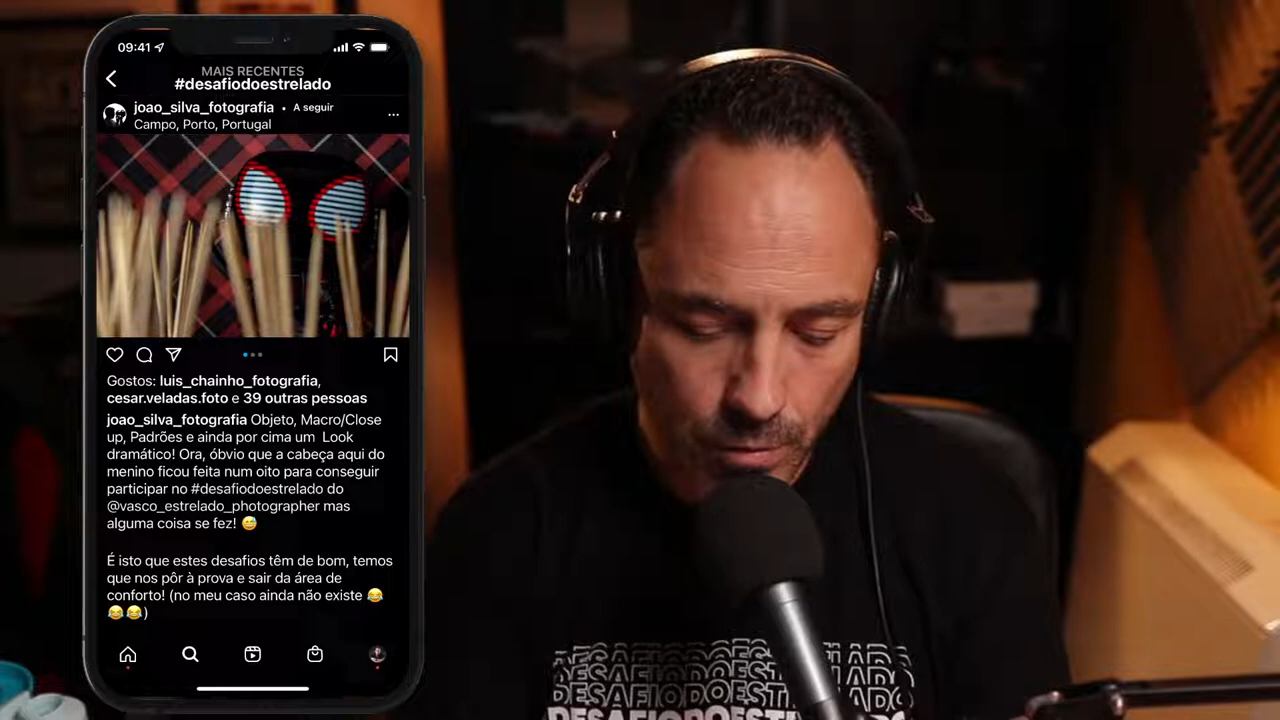 09:41
MAIS RECENTES
#desafiodoestrelado
joao_silva_fotografia • A seguir
Campo, Porto, Portugal
Gostos: luis_chainho_fotografia,
cesar.veladas.foto e 39 outras pessoas
joao_silva_fotografia Objeto, Macro/Close
up, Padrões e ainda por cima um Look
dramático! Ora, óbvio que a cabeça aqui do
menino ficou feita num oito para conseguir
participar no #desafiodoestrelado do
@vasco_estrelado_photographer mas
alguma coisa se fez! 😅
É isto que estes desafios têm de bom, temos
que nos pôr à prova e sair da área de
conforto! (no meu caso ainda não existe 😂
😂😂)
DESAFIODOEST LADO